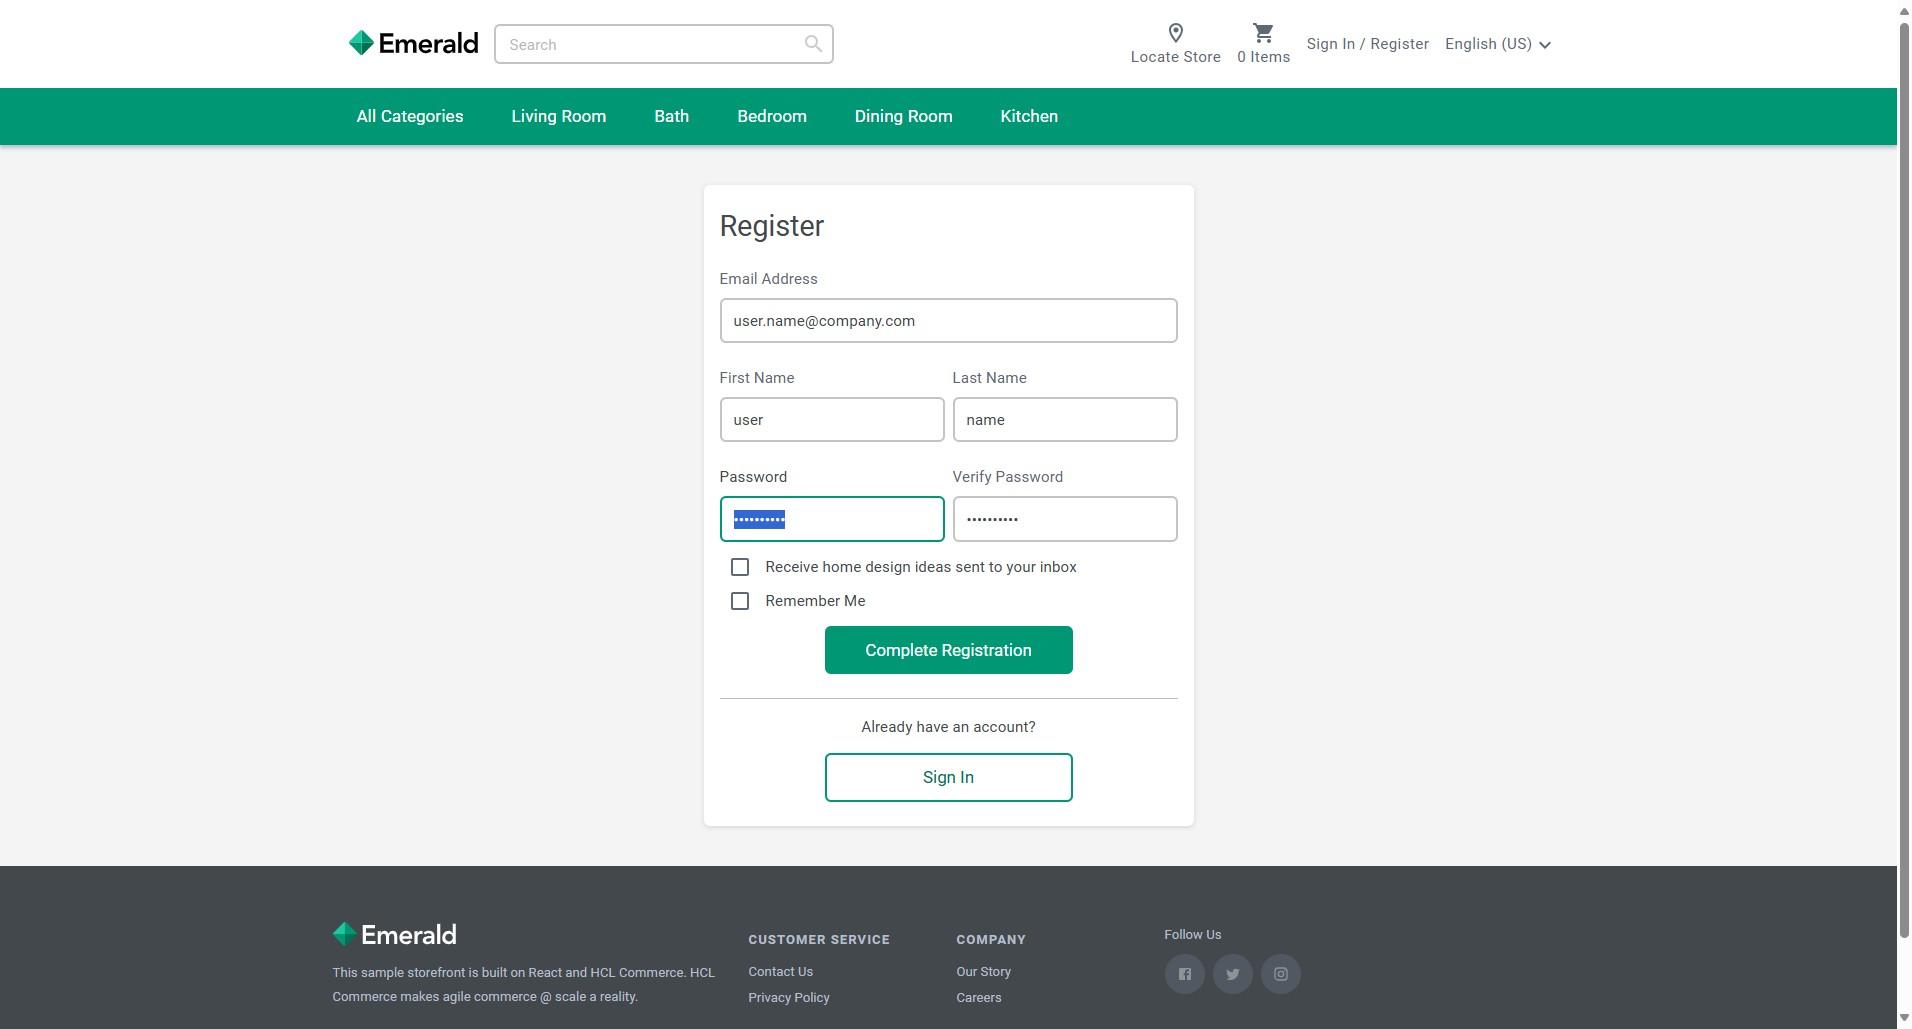 Emerald
Search
Locate Store
0 Items
Sign In / Register
English (US)
All Categories
Living Room
Bath
Bedroom
Dining Room
Kitchen
Register
Email Address
user.name@company.com
First Name
Last Name
user
name
Password
Verify Password
••••••••••
••••••••••
Receive home design ideas sent to your inbox
Remember Me
Complete Registration
Already have an account?
Sign In
Emerald
This sample storefront is built on React and HCL Commerce. HCL
Commerce makes agile commerce @ scale a reality.
CUSTOMER SERVICE
Contact Us
Privacy Policy
COMPANY
Our Story
Careers
Follow Us